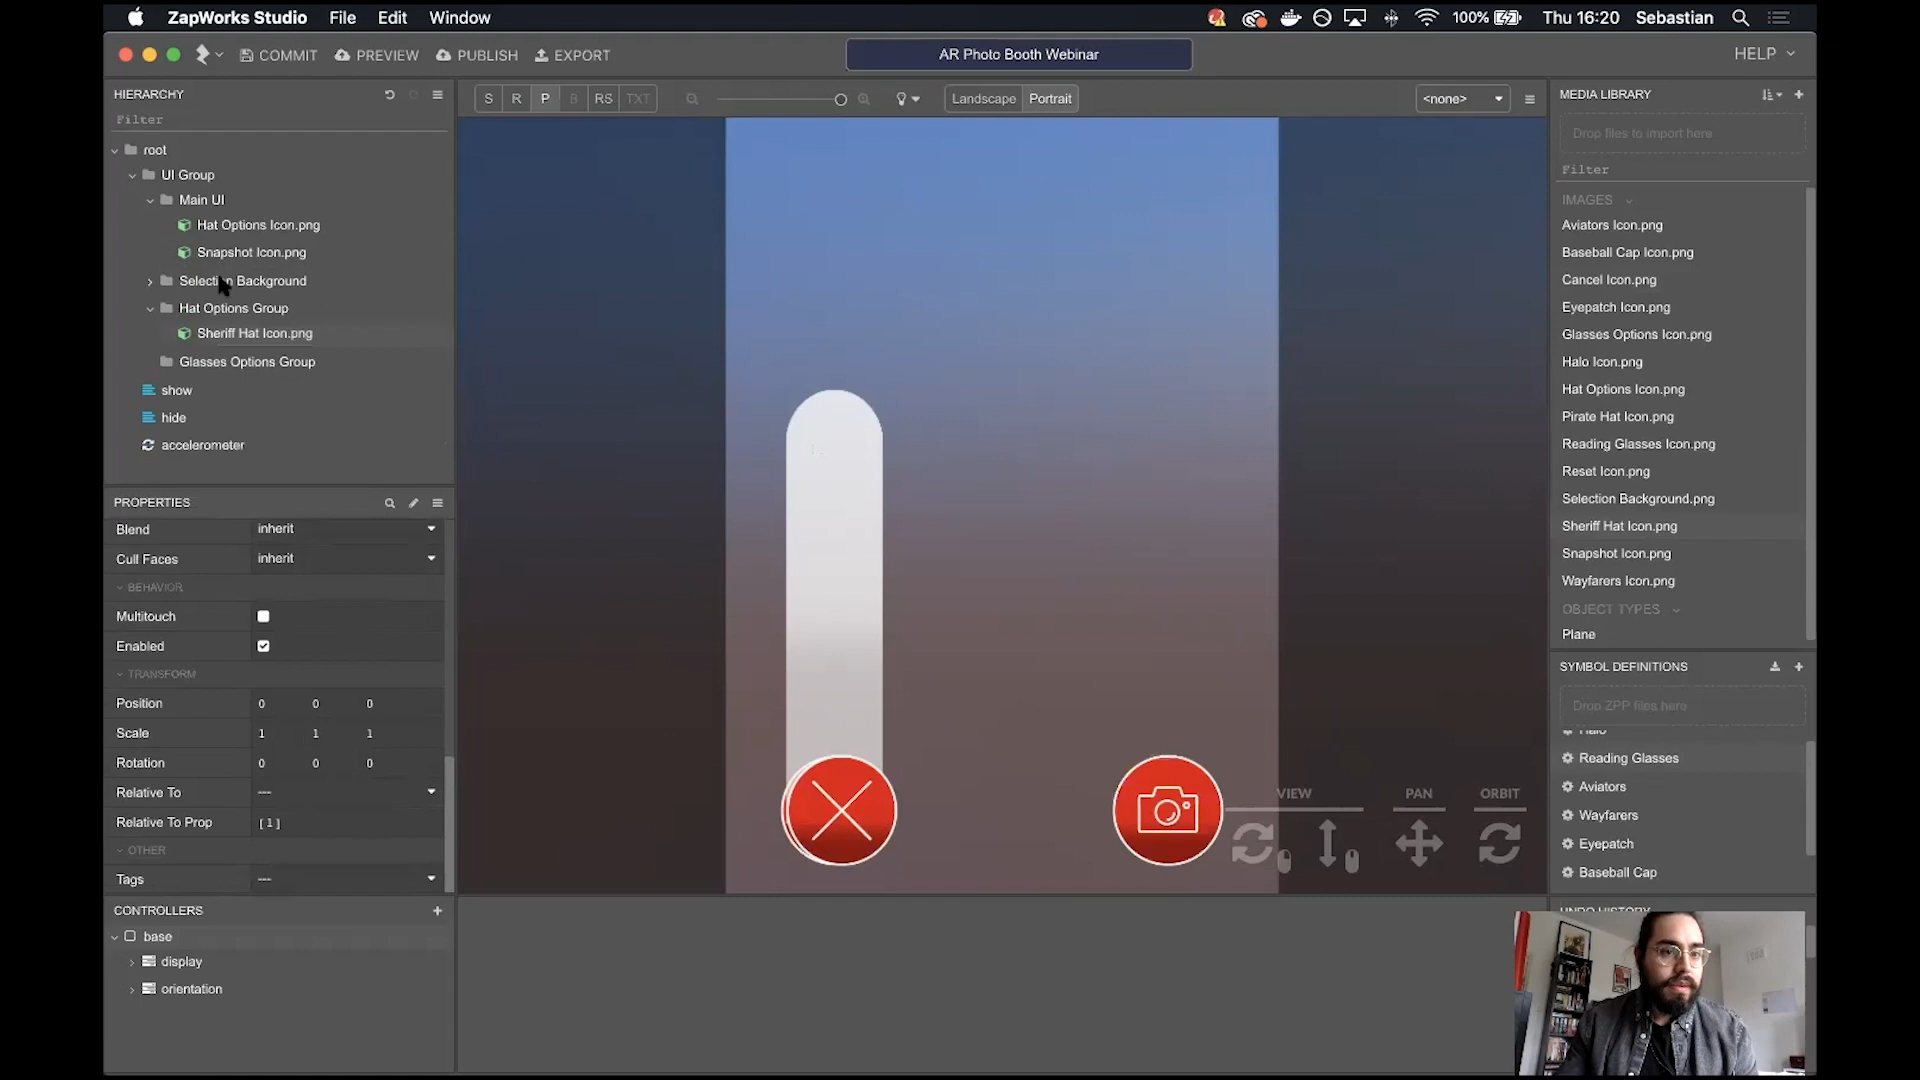 ZapWorks Studio File Edit Window 100% Thu 16:20 Sebastian
COMMIT PREVIEW PUBLISH EXPORT AR Photo Booth Webinar HELP
HIERARCHY
Filter
root
UI Group
Main UI
Hat Options Icon.png
Snapshot Icon.png
Selection Background
Hat Options Group
Sheriff Hat Icon.png
Glasses Options Group
show
hide
accelerometer
PROPERTIES
Blend inherit
Cull Faces inherit
BEHAVIOR
Multitouch
Enabled
TRANSFORM
Position 0 0 0
Scale 1 1 1
Rotation 0 0 0
Relative To ---
Relative To Prop [1]
OTHER
Tags ---
CONTROLLERS
base
display
orientation
S R P B RS TXT Landscape Portrait <none>
VIEW PAN ORBIT
MEDIA LIBRARY
Drop files to import here
Filter
IMAGES
Aviators Icon.png
Baseball Cap Icon.png
Cancel Icon.png
Eyepatch Icon.png
Glasses Options Icon.png
Halo Icon.png
Hat Options Icon.png
Pirate Hat Icon.png
Reading Glasses Icon.png
Reset Icon.png
Selection Background.png
Sheriff Hat Icon.png
Snapshot Icon.png
Wayfarers Icon.png
OBJECT TYPES
Plane
SYMBOL DEFINITIONS
Drop ZPP files here
Halo
Reading Glasses
Aviators
Wayfarers
Eyepatch
Baseball Cap
UNDO HISTORY